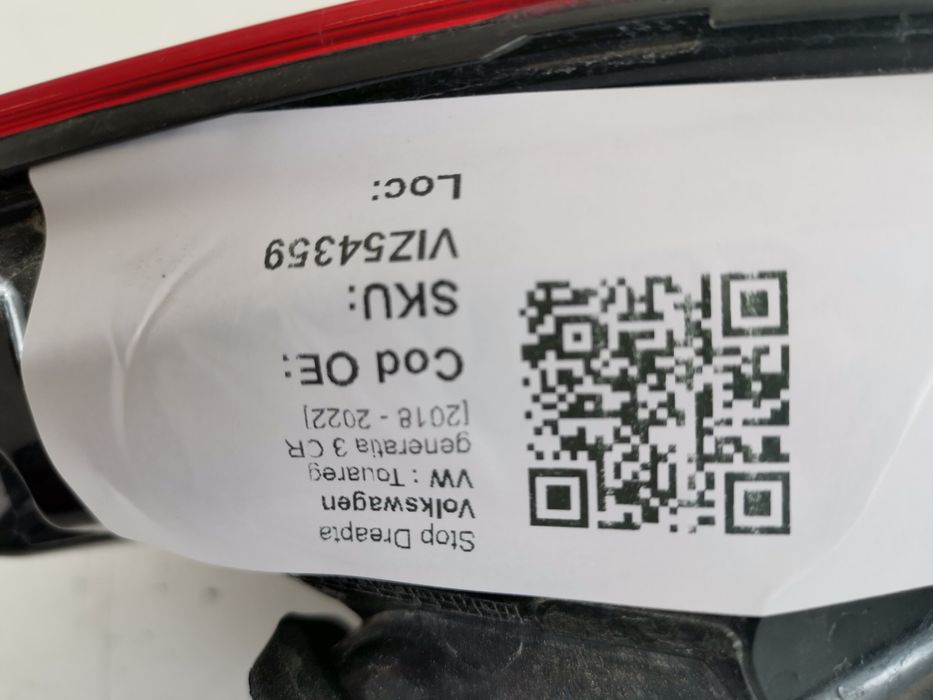 Stop Dreapta
Volkswagen
VW : Touareg
generatia 3 CR
[2018 - 2022]
Cod OE:
SKU:
VIZ54359
Loc: